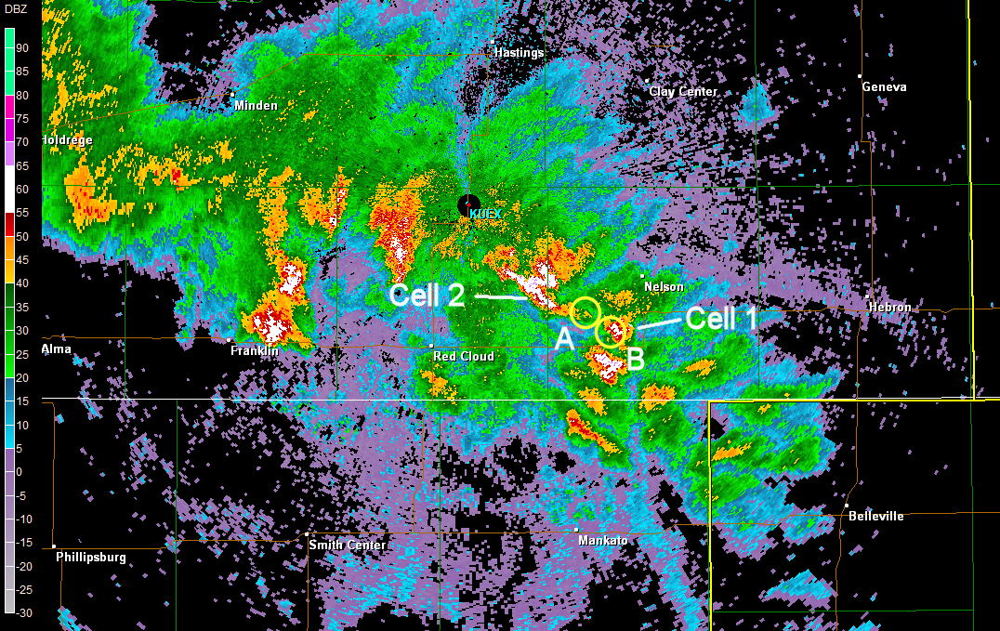 DBZ
90
85
80
75
70
65
60
55
50
45
40
35
30
25
20
15
10
5
0
-5
-10
-15
-20
-25
-30
Hastings
Clay Center
Geneva
Minden
Holdrege
KUEX
Nelson
Cell 2
Hebron
Cell 1
A
B
Alma
Franklin
Red Cloud
Belleville
Mankato
Smith Center
Phillipsburg